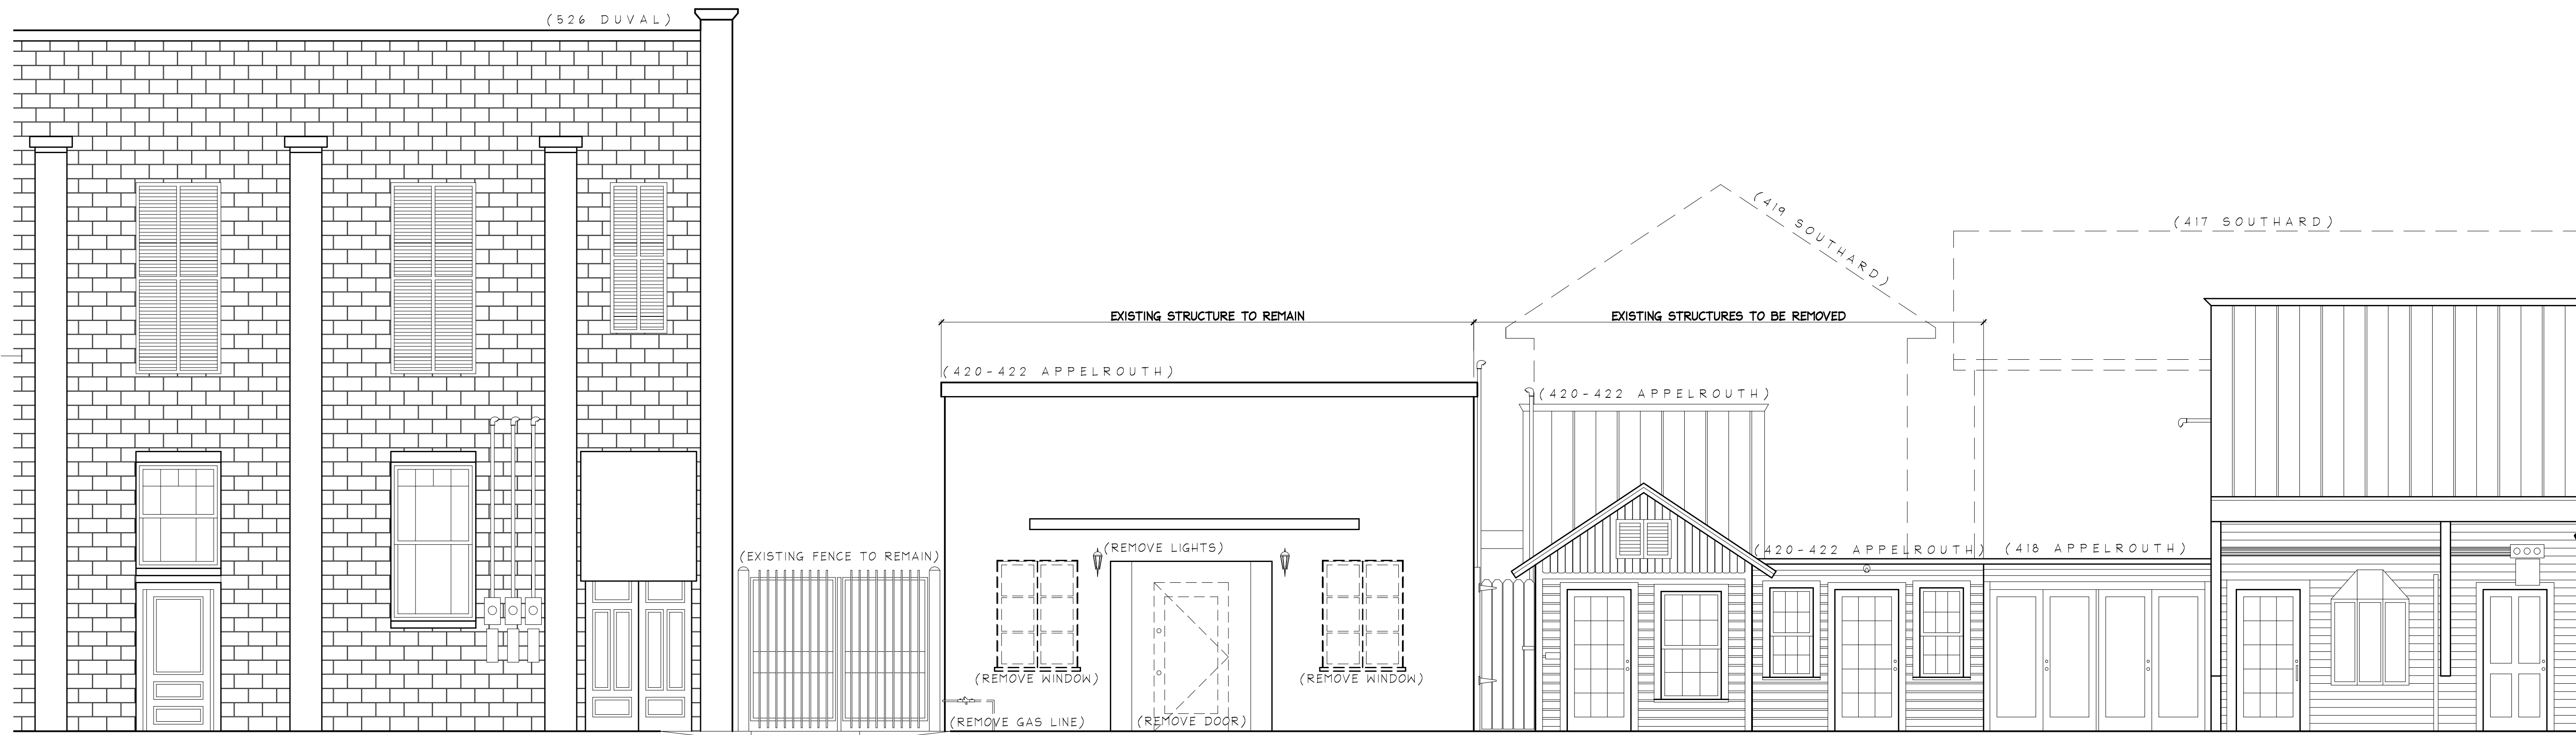 (526 DUVAL)
(419 SOUTHARD)
(417 SOUTHARD)
EXISTING STRUCTURE TO REMAIN
EXISTING STRUCTURES TO BE REMOVED
(420-422 APPELROUTH)
(420-422 APPELROUTH)
(EXISTING FENCE TO REMAIN)
(REMOVE LIGHTS)
(420-422 APPELROUTH)
(418 APPELROUTH)
(REMOVE WINDOW)
(REMOVE WINDOW)
(REMOVE GAS LINE)
(REMOVE DOOR)